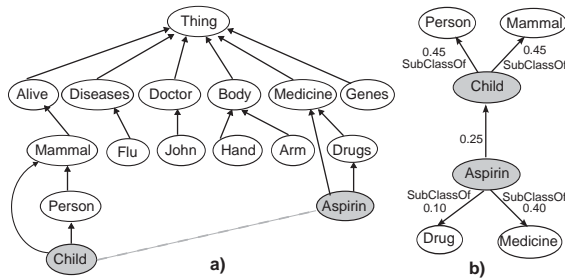 Thing
Alive Diseases Doctor Body Medicine Genes
Mammal Flu John Hand Arm Drugs
Person Aspirin
Child
a)
Person Mammal
0.45 0.45
SubClassOf SubClassOf
Child
0.25
Aspirin
SubClassOf SubClassOf
0.10 0.40
Drug Medicine
b)